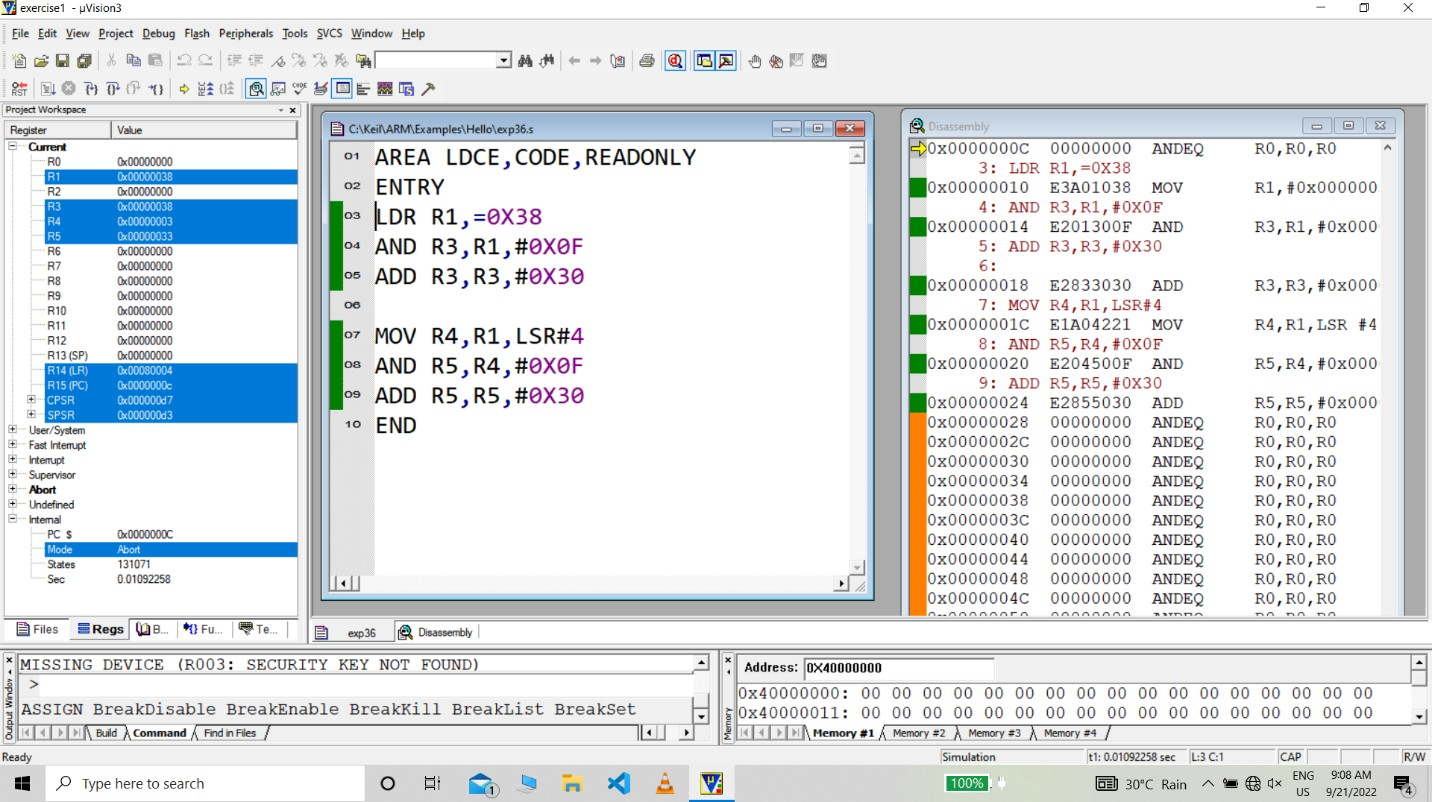 exercise1 - µVision3
File Edit View Project Debug Flash Peripherals Tools SVCS Window Help
Project Workspace
Register Value
Current
R0 0x00000000
R1 0x00000038
R2 0x00000000
R3 0x00000038
R4 0x00000003
R5 0x00000033
R6 0x00000000
R7 0x00000000
R8 0x00000000
R9 0x00000000
R10 0x00000000
R11 0x00000000
R12 0x00000000
R13 (SP) 0x00000000
R14 (LR) 0x00080004
R15 (PC) 0x0000000c
CPSR 0x000000d7
SPSR 0x000000d3
User/System
Fast Interrupt
Interrupt
Supervisor
Abort
Undefined
Internal
PC $ 0x0000000C
Mode Abort
States 131071
Sec 0.01092258
Files Regs B... Fu... Te...
C:\Keil\ARM\Examples\Hello\exp36.s
01 AREA LDCE,CODE,READONLY
02 ENTRY
03 LDR R1,=0X38
04 AND R3,R1,#0X0F
05 ADD R3,R3,#0X30
06
07 MOV R4,R1,LSR#4
08 AND R5,R4,#0X0F
09 ADD R5,R5,#0X30
10 END
exp36 Disassembly
Disassembly
0x0000000C 00000000 ANDEQ R0,R0,R0
3: LDR R1,=0X38
0x00000010 E3A01038 MOV R1,#0x000000
4: AND R3,R1,#0X0F
0x00000014 E201300F AND R3,R1,#0x000
5: ADD R3,R3,#0X30
6:
0x00000018 E2833030 ADD R3,R3,#0x000
7: MOV R4,R1,LSR#4
0x0000001C E1A04221 MOV R4,R1,LSR #4
8: AND R5,R4,#0X0F
0x00000020 E204500F AND R5,R4,#0x000
9: ADD R5,R5,#0X30
0x00000024 E2855030 ADD R5,R5,#0x000
0x00000028 00000000 ANDEQ R0,R0,R0
0x0000002C 00000000 ANDEQ R0,R0,R0
0x00000030 00000000 ANDEQ R0,R0,R0
0x00000034 00000000 ANDEQ R0,R0,R0
0x00000038 00000000 ANDEQ R0,R0,R0
0x0000003C 00000000 ANDEQ R0,R0,R0
0x00000040 00000000 ANDEQ R0,R0,R0
0x00000044 00000000 ANDEQ R0,R0,R0
0x00000048 00000000 ANDEQ R0,R0,R0
0x0000004C 00000000 ANDEQ R0,R0,R0
Output Window
MISSING DEVICE (R003: SECURITY KEY NOT FOUND)
>
ASSIGN BreakDisable BreakEnable BreakKill BreakList BreakSet
Build Command Find in Files
Memory
Address: 0X40000000
0x40000000: 00 00 00 00 00 00 00 00 00 00 00 00 00 00 00 00 00
0x40000011: 00 00 00 00 00 00 00 00 00 00 00 00 00 00 00 00 00
Memory #1 Memory #2 Memory #3 Memory #4
Ready Simulation t1: 0.01092258 sec L:3 C:1 CAP R/W
Type here to search
1
100%
30°C Rain
ENG
US
9:08 AM
9/21/2022
4